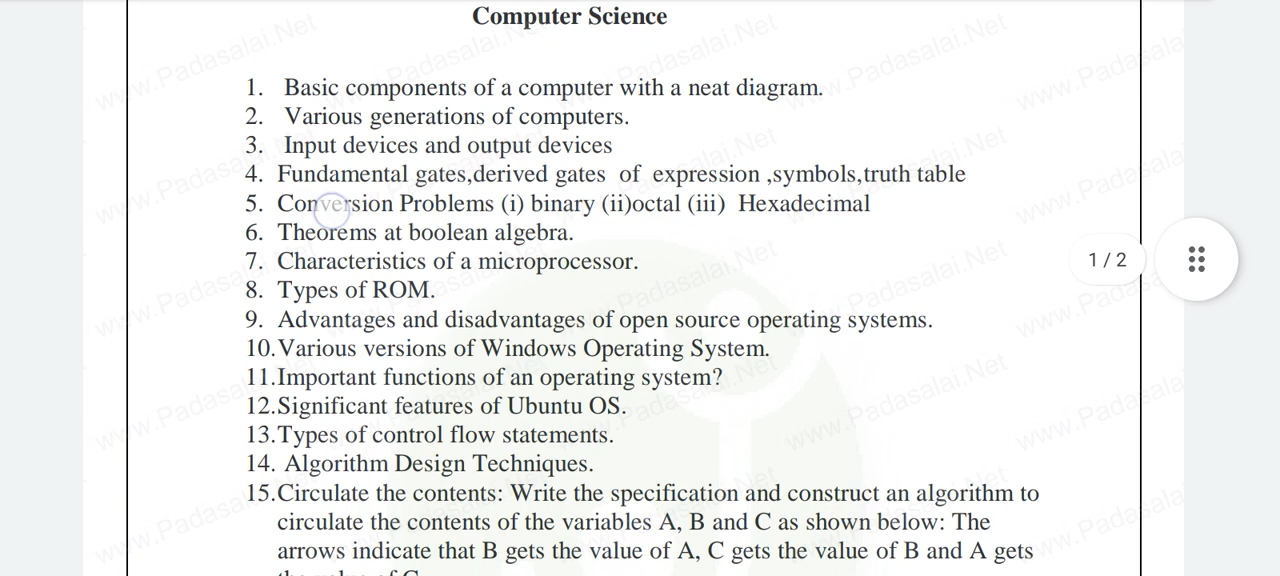 Computer Science
1. Basic components of a computer with a neat diagram.
2. Various generations of computers.
3. Input devices and output devices
4. Fundamental gates,derived gates of expression ,symbols,truth table
5. Conversion Problems (i) binary (ii)octal (iii) Hexadecimal
6. Theorems at boolean algebra.
7. Characteristics of a microprocessor.
1 / 2
8. Types of ROM.
9. Advantages and disadvantages of open source operating systems.
10.Various versions of Windows Operating System.
11.Important functions of an operating system?
12.Significant features of Ubuntu OS.
13.Types of control flow statements.
14. Algorithm Design Techniques.
15.Circulate the contents: Write the specification and construct an algorithm to
circulate the contents of the variables A, B and C as shown below: The
arrows indicate that B gets the value of A, C gets the value of B and A gets
www.Padasalai.Net